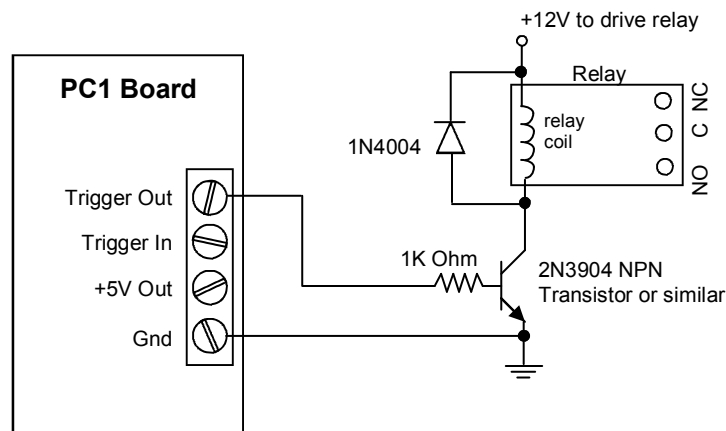 +12V to drive relay
PC1 Board
Relay
NC
C
NO
relay
coil
1N4004
Trigger Out
Trigger In
+5V Out
Gnd
1K Ohm
2N3904 NPN
Transistor or similar